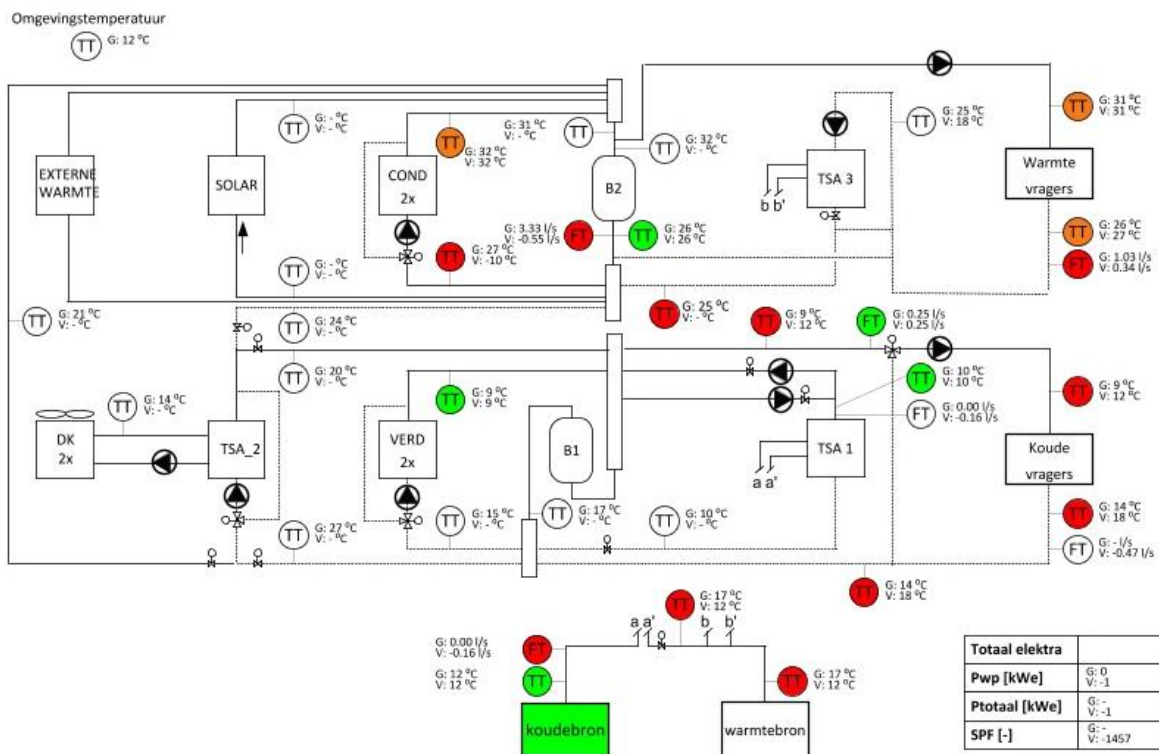 Omgevingstemperatuur
TT G: 12 °C
TT G: - °C
V: - °C
EXTERNE
WARMTE
SOLAR
COND
2x
TT G: 32 °C
V: 32 °C
TT G: 31 °C
V: - °C
TT G: 32 °C
V: - °C
B2
TSA 3
b b'
TT G: 25 °C
V: 18 °C
TT G: 31 °C
V: 31 °C
Warmte
vragers
G: 3.33 l/s
V: -0.55 l/s
FT
TT G: 26 °C
V: 26 °C
TT G: 26 °C
V: 27 °C
FT G: 1.03 l/s
V: 0.34 l/s
TT G: 27 °C
V: -10 °C
TT G: - °C
V: - °C
TT G: 25 °C
V: - °C
TT G: 21 °C
V: - °C
TT G: 24 °C
V: - °C
TT G: 9 °C
V: 12 °C
FT G: 0.25 l/s
V: 0.25 l/s
TT G: 20 °C
V: - °C
TT G: 14 °C
V: - °C
TT G: 9 °C
V: 9 °C
TT G: 10 °C
V: 10 °C
FT G: 0.00 l/s
V: -0.16 l/s
TT G: 9 °C
V: 12 °C
DK
2x
TSA_2
VERD
2x
B1
TSA 1
a a'
Koude
vragers
TT G: 27 °C
V: - °C
TT G: 15 °C
V: - °C
TT G: 17 °C
V: - °C
TT G: 10 °C
V: - °C
TT G: 14 °C
V: 18 °C
FT G: - l/s
V: -0.47 l/s
TT G: 14 °C
V: 18 °C
TT G: 17 °C
V: 12 °C
a a' b b'
G: 0.00 l/s
V: -0.16 l/s
FT
G: 12 °C
V: 12 °C
TT
TT G: 17 °C
V: 12 °C
koudebron
warmtebron
Totaal elektra
Pwp [kWe] G: 0
V: -1
Ptotaal [kWe] G: -
V: -1
SPF [-] G: -
V: -1457